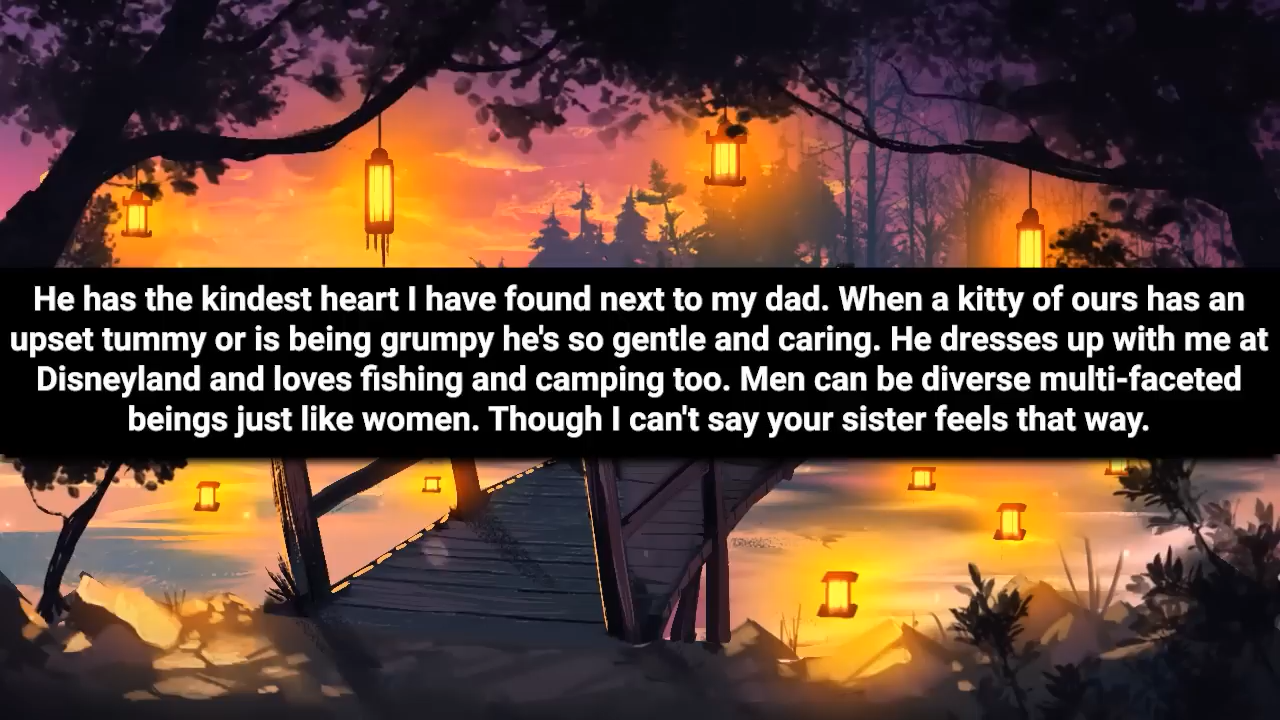 He has the kindest heart I have found next to my dad. When a kitty of ours has an
upset tummy or is being grumpy he's so gentle and caring. He dresses up with me at
Disneyland and loves fishing and camping too. Men can be diverse multi-faceted
beings just like women. Though I can't say your sister feels that way.